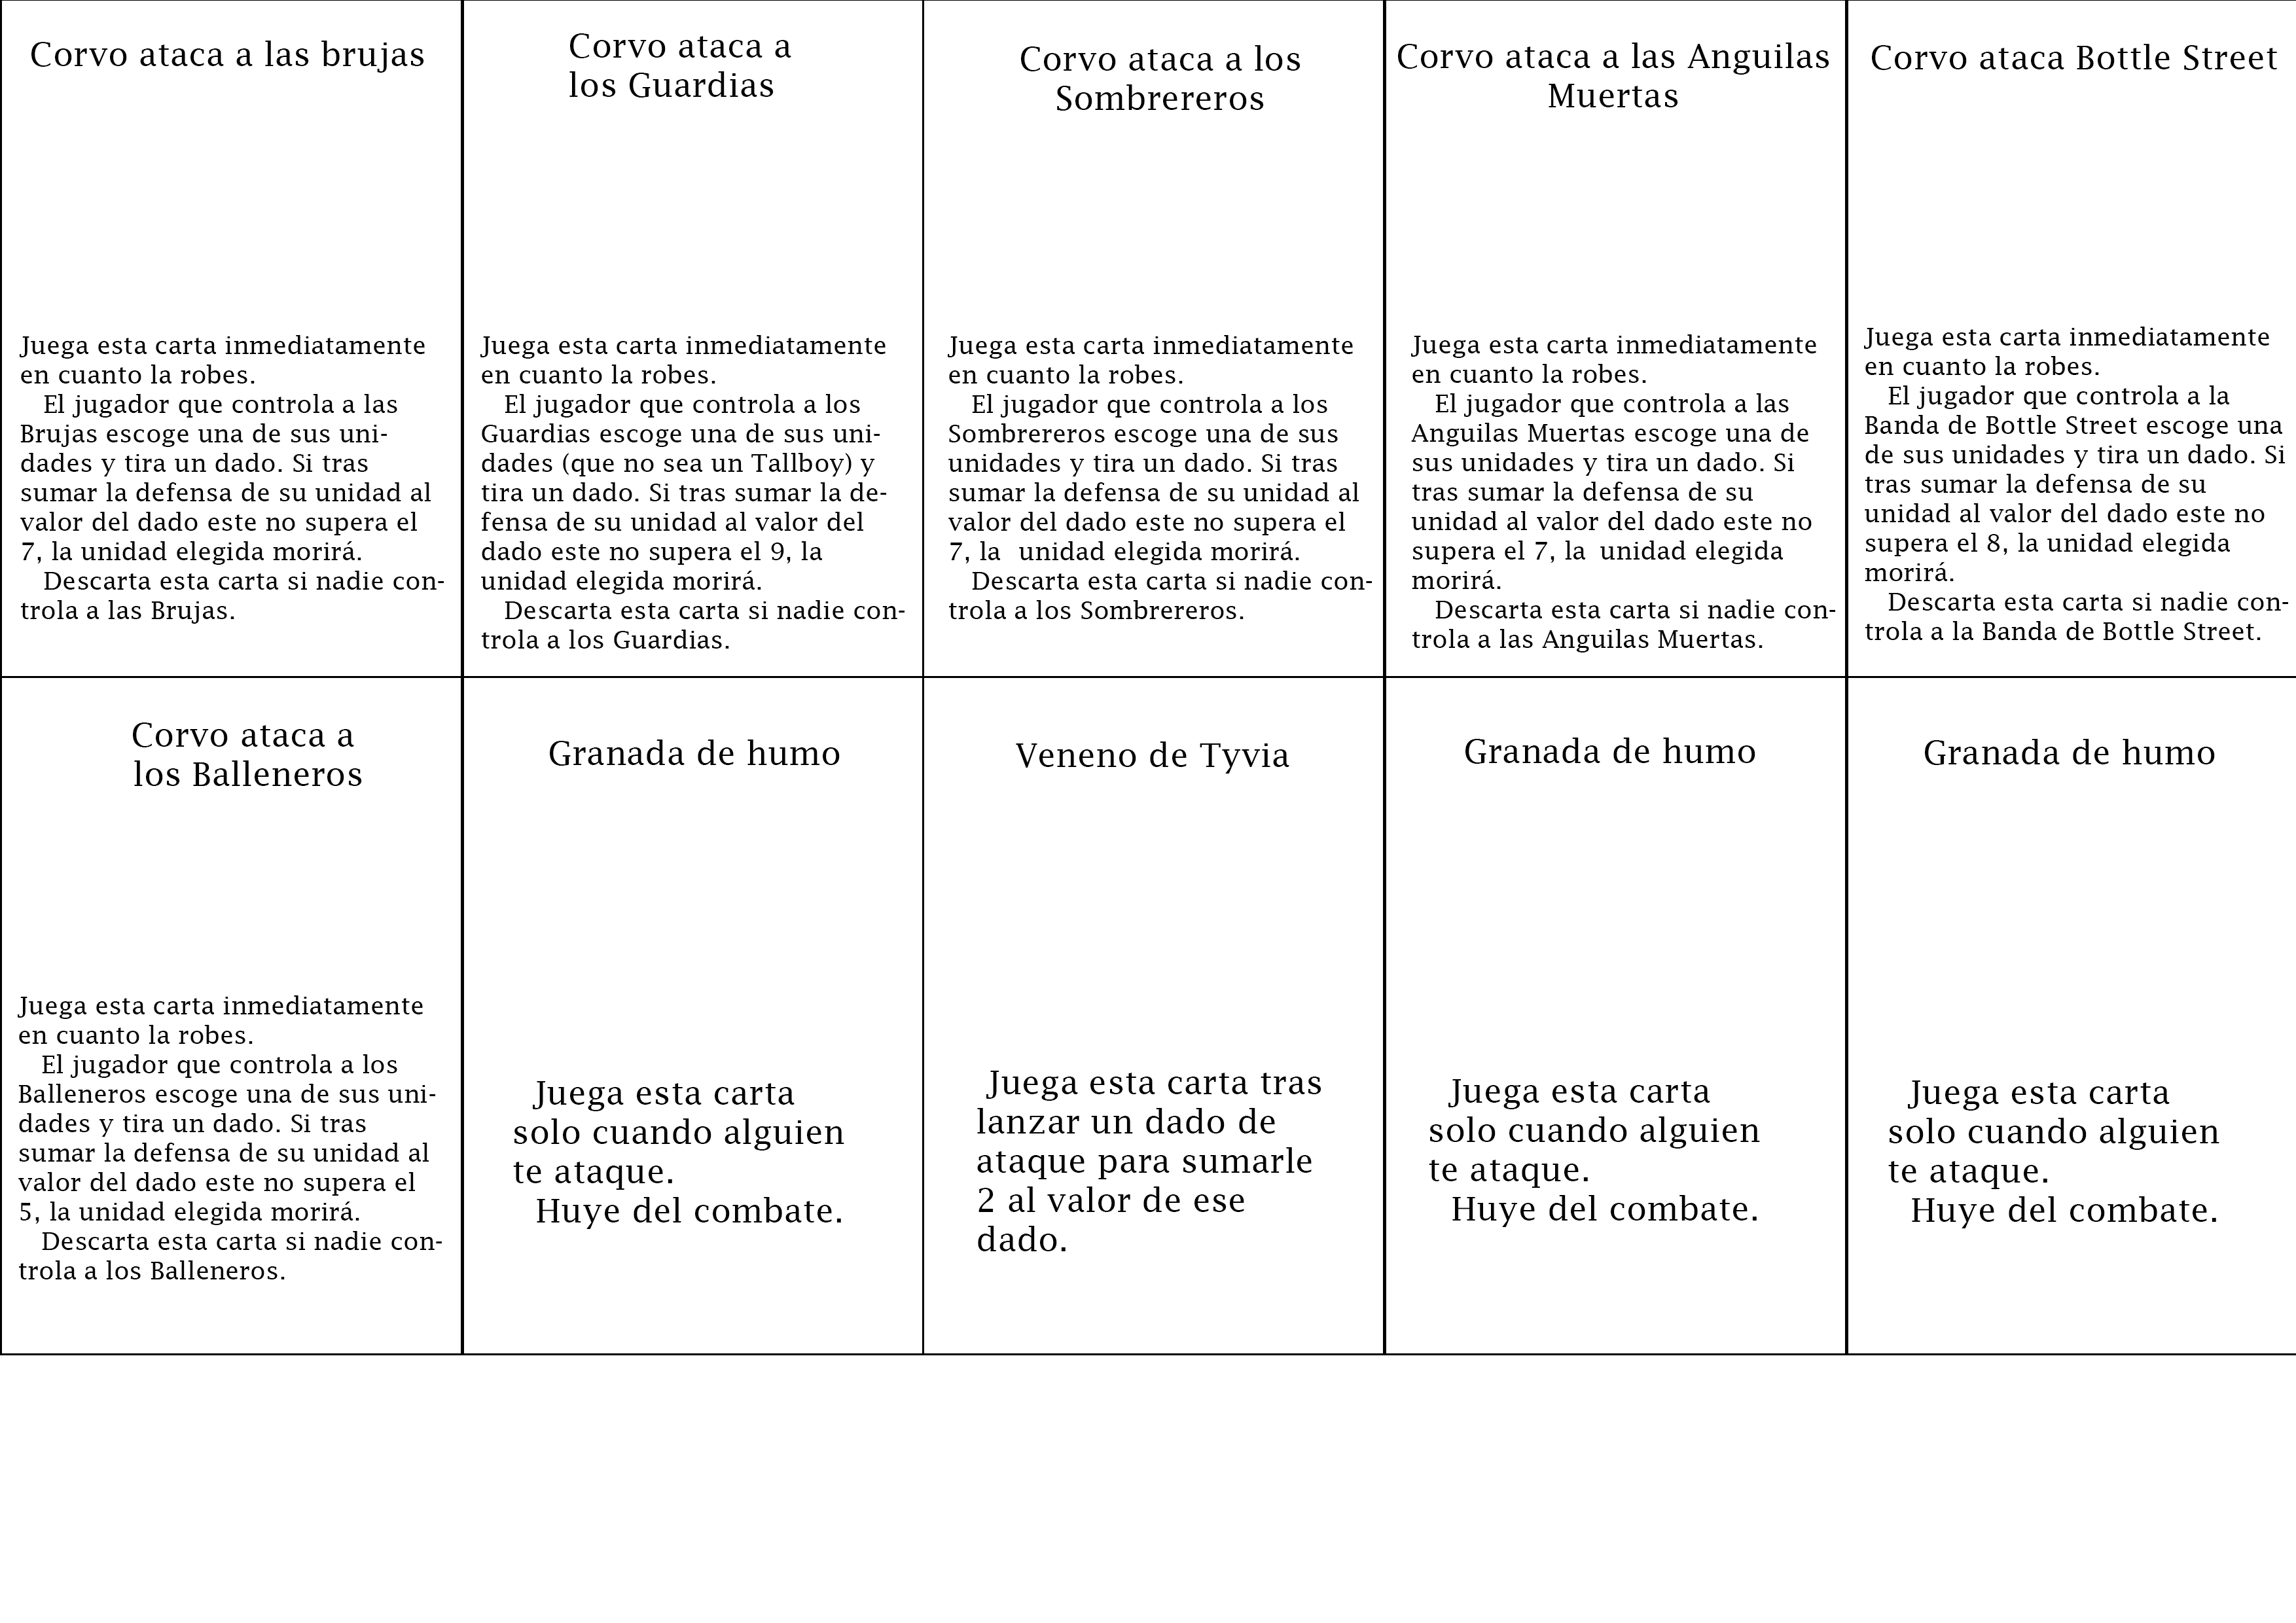 Corvo ataca a las brujas
Juega esta carta inmediatamente
en cuanto la robes.
El jugador que controla a las
Brujas escoge una de sus uni-
dades y tira un dado. Si tras
sumar la defensa de su unidad al
valor del dado este no supera el
7, la unidad elegida morirá.
Descarta esta carta si nadie con-
trola a las Brujas.
Corvo ataca a
los Guardias
Juega esta carta inmediatamente
en cuanto la robes.
El jugador que controla a los
Guardias escoge una de sus uni-
dades (que no sea un Tallboy) y
tira un dado. Si tras sumar la de-
fensa de su unidad al valor del
dado este no supera el 9, la
unidad elegida morirá.
Descarta esta carta si nadie con-
trola a los Guardias.
Corvo ataca a los
Sombrereros
Juega esta carta inmediatamente
en cuanto la robes.
El jugador que controla a los
Sombrereros escoge una de sus
unidades y tira un dado. Si tras
sumar la defensa de su unidad al
valor del dado este no supera el
7, la unidad elegida morirá.
Descarta esta carta si nadie con-
trola a los Sombrereros.
Corvo ataca a las Anguilas
Muertas
Juega esta carta inmediatamente
en cuanto la robes.
El jugador que controla a las
Anguilas Muertas escoge una de
sus unidades y tira un dado. Si
tras sumar la defensa de su
unidad al valor del dado este no
supera el 7, la unidad elegida
morirá.
Descarta esta carta si nadie con-
trola a las Anguilas Muertas.
Corvo ataca Bottle Street
Juega esta carta inmediatamente
en cuanto la robes.
El jugador que controla a la
Banda de Bottle Street escoge una
de sus unidades y tira un dado. Si
tras sumar la defensa de su
unidad al valor del dado este no
supera el 8, la unidad elegida
morirá.
Descarta esta carta si nadie con-
trola a la Banda de Bottle Street.
Corvo ataca a
los Balleneros
Juega esta carta inmediatamente
en cuanto la robes.
El jugador que controla a los
Balleneros escoge una de sus uni-
dades y tira un dado. Si tras
sumar la defensa de su unidad al
valor del dado este no supera el
5, la unidad elegida morirá.
Descarta esta carta si nadie con-
trola a los Balleneros.
Granada de humo
Juega esta carta
solo cuando alguien
te ataque.
Huye del combate.
Veneno de Tyvia
Juega esta carta tras
lanzar un dado de
ataque para sumarle
2 al valor de ese
dado.
Granada de humo
Juega esta carta
solo cuando alguien
te ataque.
Huye del combate.
Granada de humo
Juega esta carta
solo cuando alguien
te ataque.
Huye del combate.